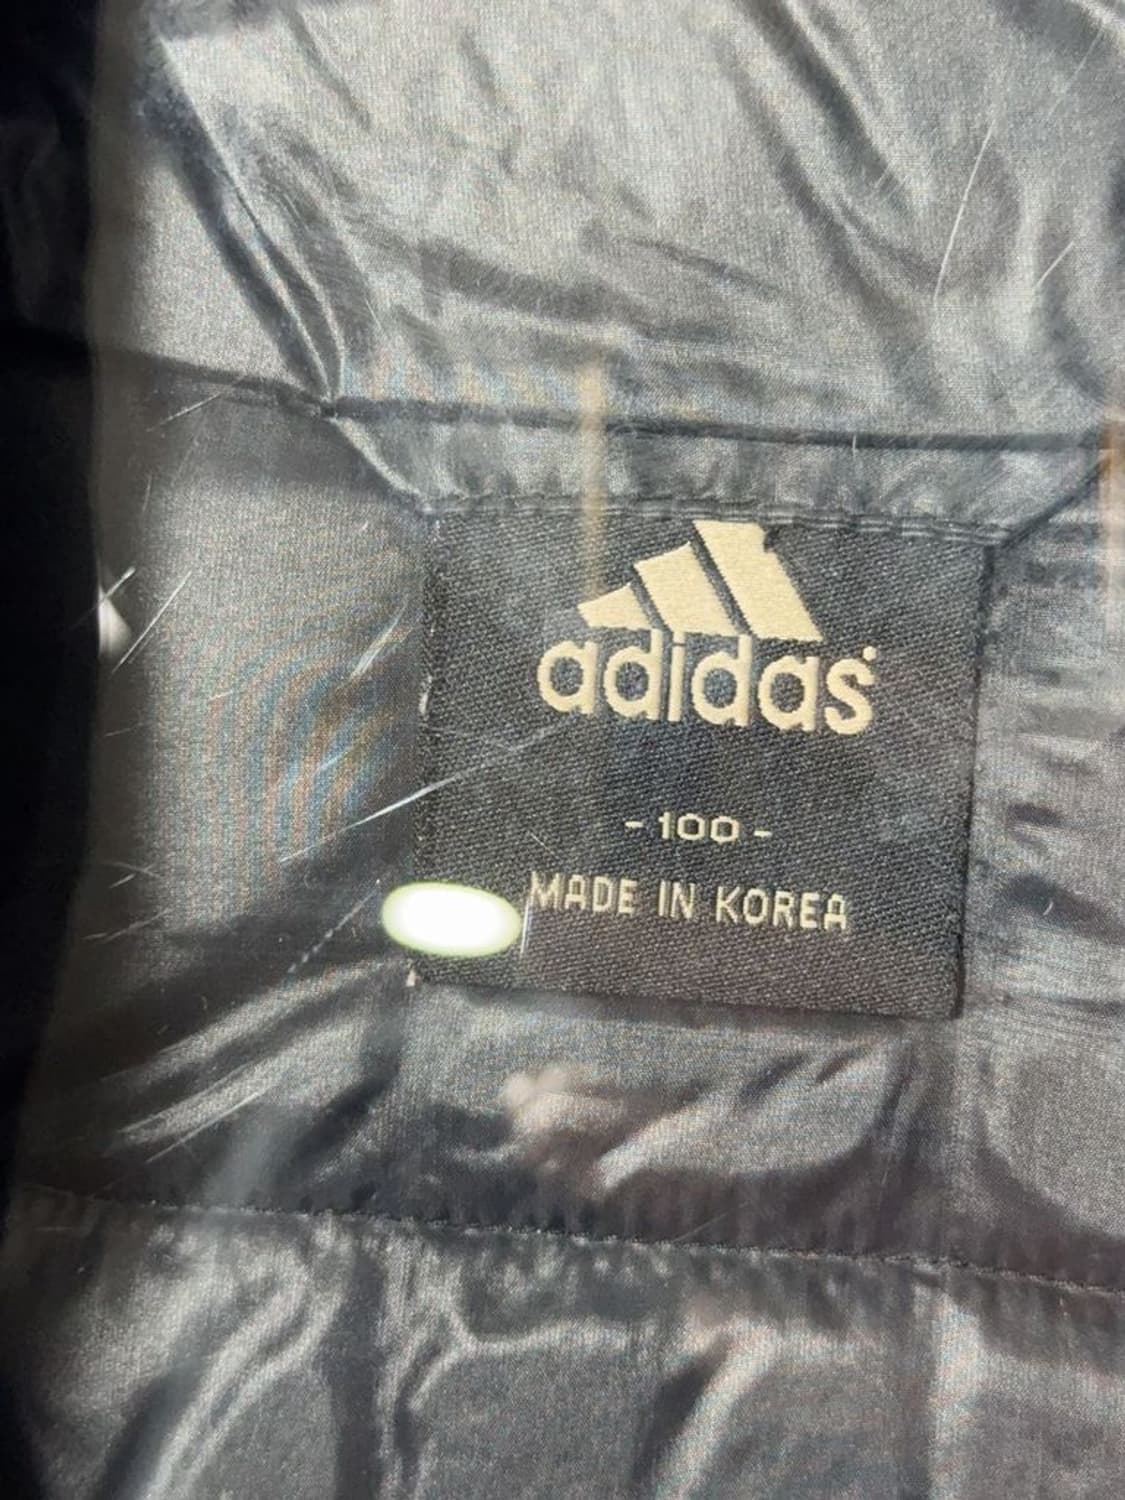 adidas
- 100 -
MADE IN KOREA